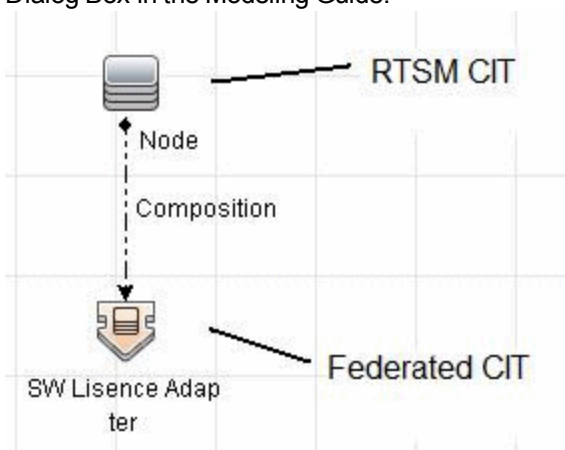 Dialog Box in the Modeling Guide.
RTSM CIT
Node
Composition
Federated CIT
SW Lisence Adap
ter